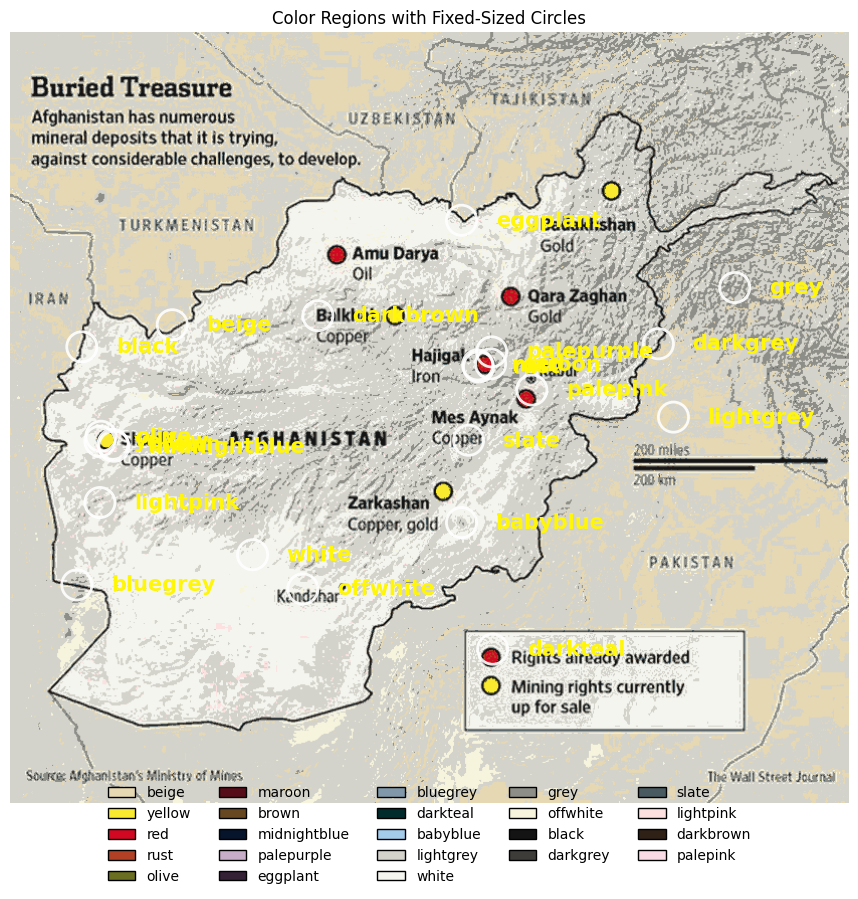 Color Regions with Fixed-Sized Circles
Buried Treasure
Afghanistan has numerous
mineral deposits that it is trying,
against considerable challenges, to develop.
TAJIKISTAN
UZBEKISTAN
TURKMENISTAN
IRAN
eggplant
Badakhshan
Gold
Amu Darya
Oil
grey
Qara Zaghan
Gold
Balkh
darkbrown
Copper
beige
black
darkgrey
palepurple
Hajigak
Iron
Kabul
palepink
Mes Aynak
Copper
lightgrey
slate
AFGHANISTAN
midnightblue
Copper
200 miles
200 km
lightpink
Zarkashan
Copper, gold
babyblue
white
PAKISTAN
bluegrey
offwhite
Kandahar
darkteal
Rights already awarded
Mining rights currently
up for sale
Source: Afghanistan's Ministry of Mines
The Wall Street Journal
beige
yellow
red
rust
olive
maroon
brown
midnightblue
palepurple
eggplant
bluegrey
darkteal
babyblue
lightgrey
white
grey
offwhite
black
darkgrey
slate
lightpink
darkbrown
palepink